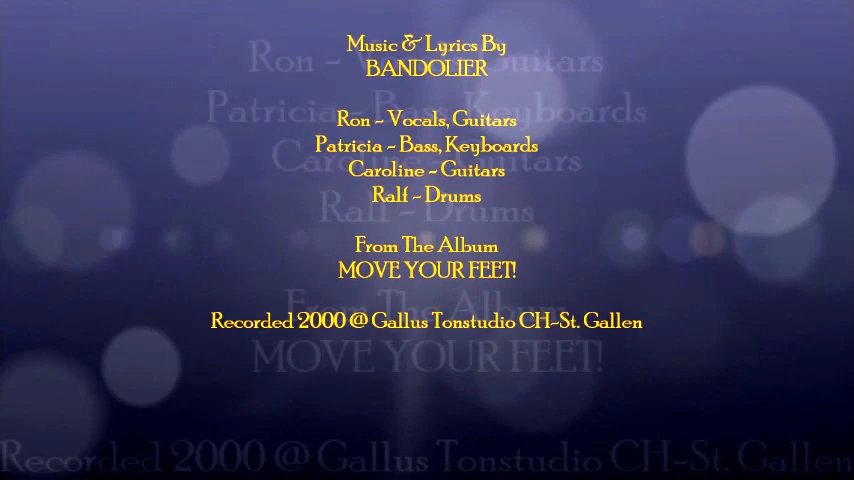 Music & Lyrics By
BANDOLIER
Ron - Vocals, Guitars
Patricia - Bass, Keyboards
Caroline - Guitars
Ralf - Drums
From The Album
MOVE YOUR FEET!
Recorded 2000 @ Gallus Tonstudio CH-St. Gallen